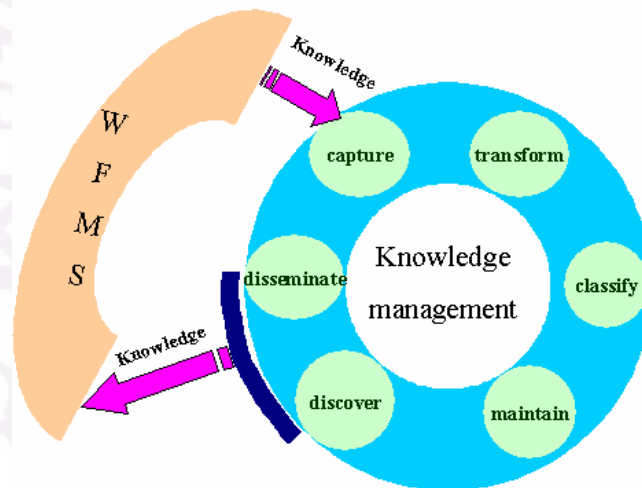 Knowledge
W
F
M
S
capture
transform
disseminate
Knowledge
management
classify
Knowledge
discover
maintain